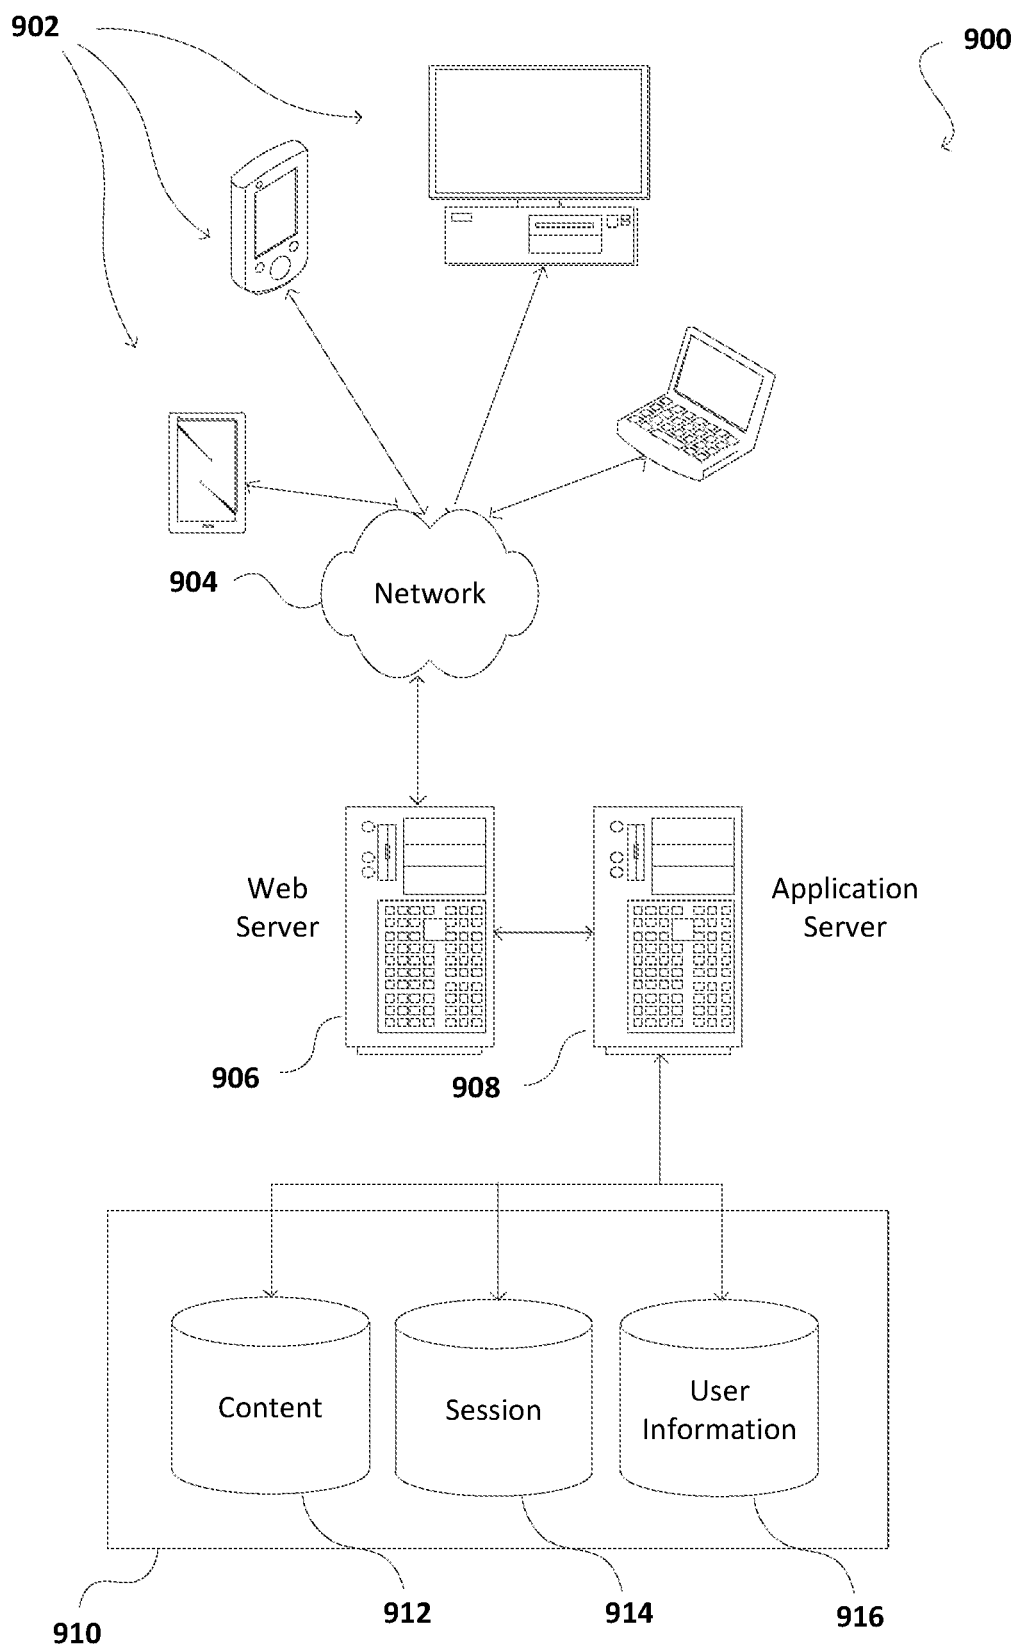 902
900
904
Network
Web
Server
Application
Server
906
908
Content
Session
User
Information
910
912
914
916